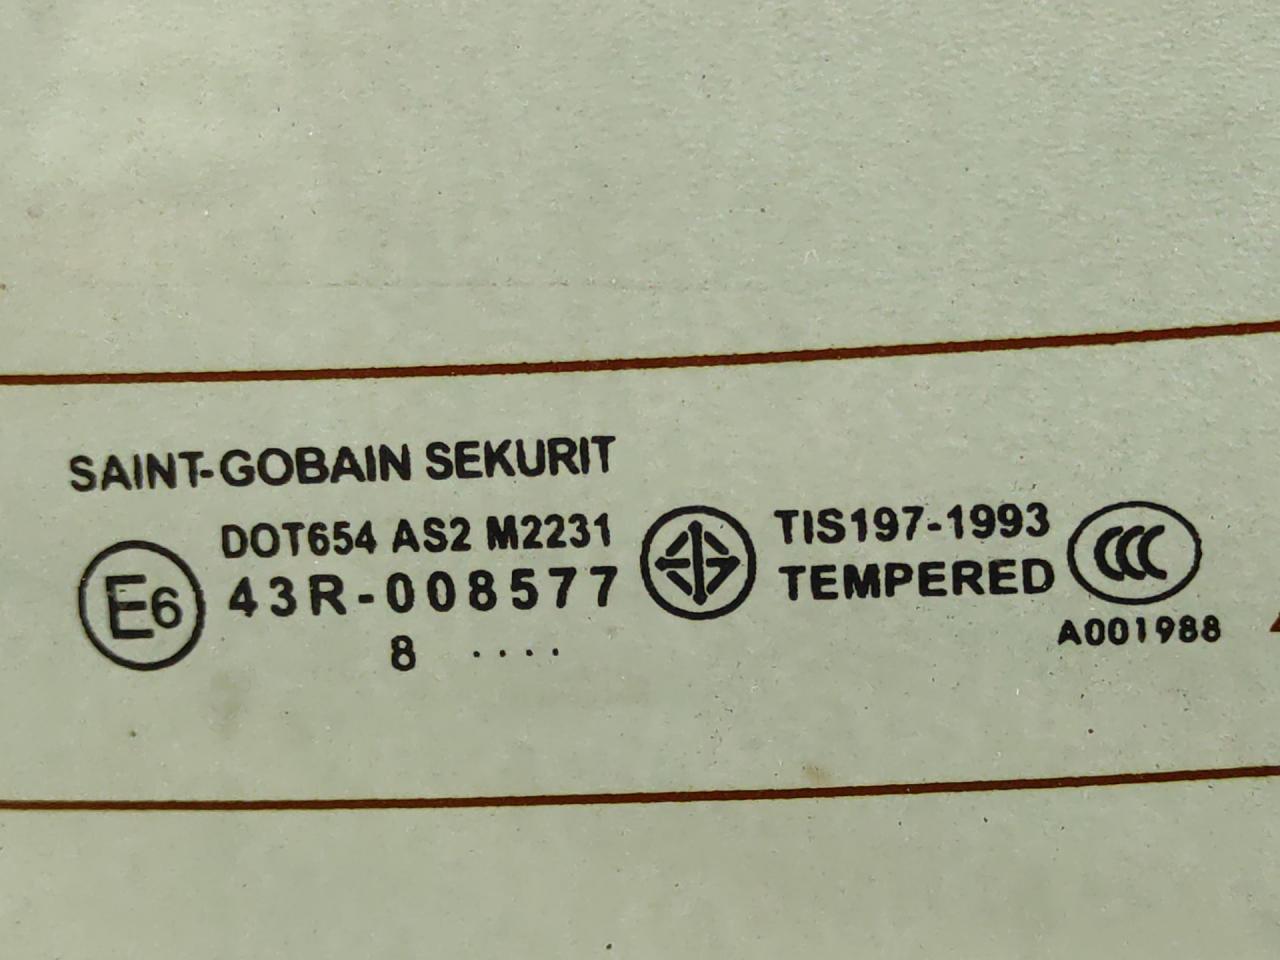 SAINT-GOBAIN SEKURIT
DOT654 AS2 M2231
E6 43R-008577
8 ....
TIS197-1993
TEMPERED
CCC
A001988